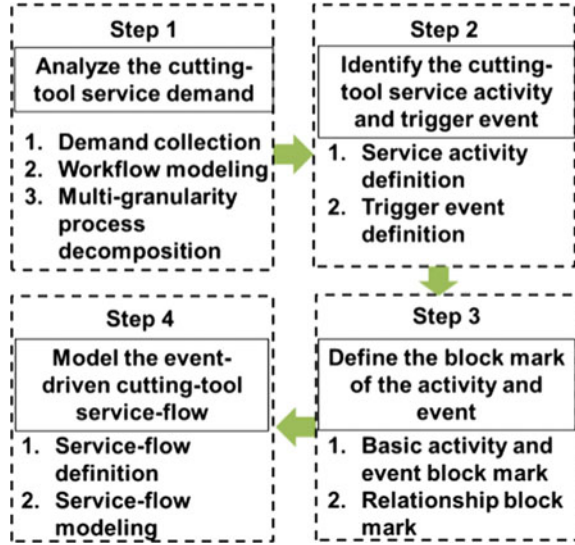 Step 1
Analyze the cutting-
tool service demand
1. Demand collection
2. Workflow modeling
3. Multi-granularity
process
decomposition
Step 2
Identify the cutting-
tool service activity
and trigger event
1. Service activity
definition
2. Trigger event
definition
Step 3
Define the block mark
of the activity and
event
1. Basic activity and
event block mark
2. Relationship block
mark
Step 4
Model the event-
driven cutting-tool
service-flow
1. Service-flow
definition
2. Service-flow
modeling